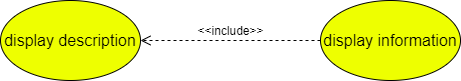 display description
<<include>>
display information